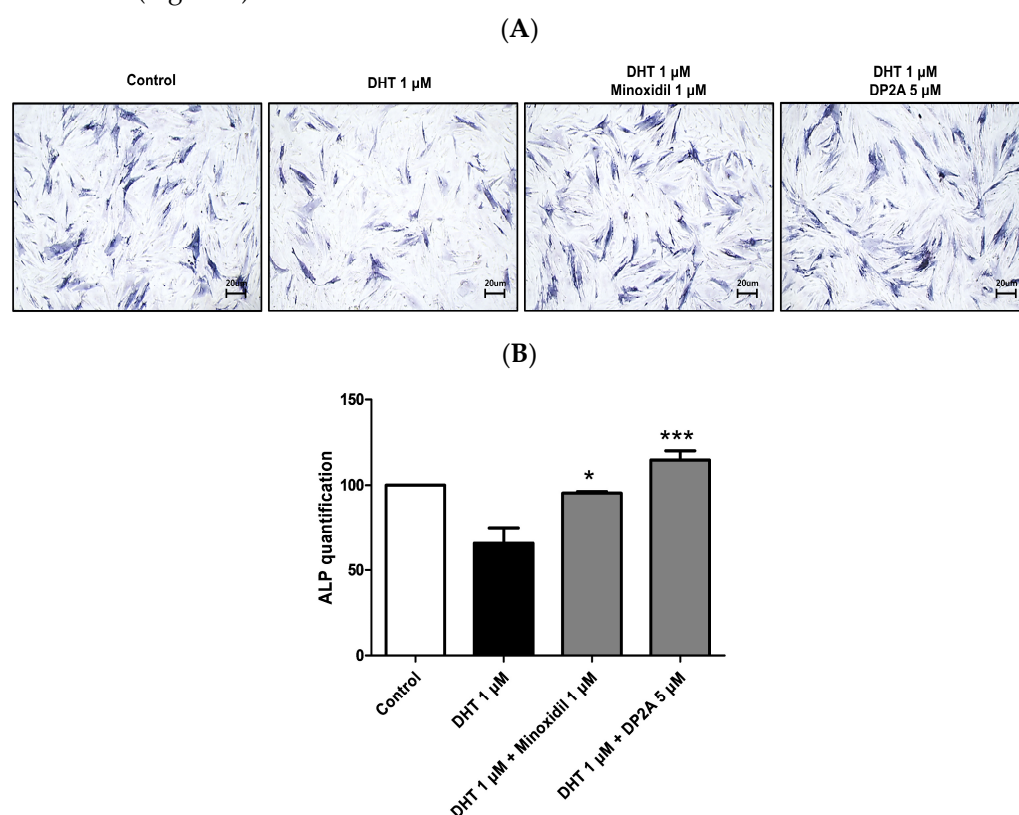 (A)
Control
DHT 1 µM
DHT 1 µM
Minoxidil 1 µM
DHT 1 µM
DP2A 5 µM
20um
20um
20um
20um
(B)
150
100
50
0
ALP quantification
*
***
Control
DHT 1 µM
DHT 1 µM + Minoxidil 1 µM
DHT 1 µM + DP2A 5 µM